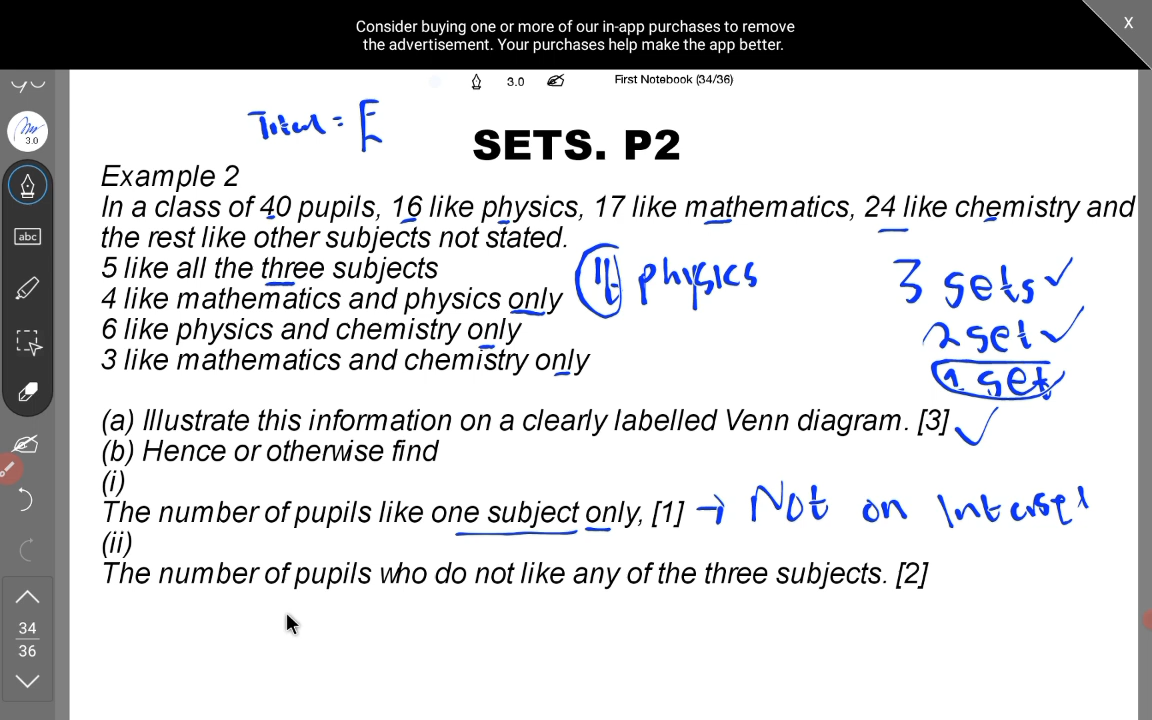 Consider buying one or more of our in-app purchases to remove
the advertisement. Your purchases help make the app better.
X
3.0
First Notebook (34/36)
3.0
Total = E
SETS. P2
Example 2
In a class of 40 pupils, 16 like physics, 17 like mathematics, 24 like chemistry and
the rest like other subjects not stated.
5 like all the three subjects
4 like mathematics and physics only
6 like physics and chemistry only
3 like mathematics and chemistry only
physics
3 sets
2 set
1 set
abc
(a) Illustrate this information on a clearly labelled Venn diagram. [3]
(b) Hence or otherwise find
(i)
The number of pupils like one subject only, [1] → Not on Intersect
(ii)
The number of pupils who do not like any of the three subjects. [2]
34
36